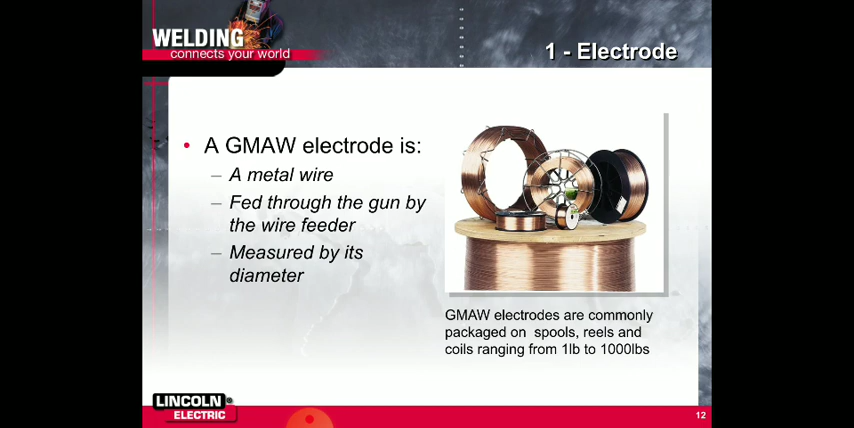 WELDING
connects your world
1 - Electrode
• A GMAW electrode is:
– A metal wire
– Fed through the gun by
the wire feeder
– Measured by its
diameter
GMAW electrodes are commonly
packaged on spools, reels and
coils ranging from 1lb to 1000lbs
LINCOLN®
ELECTRIC
12